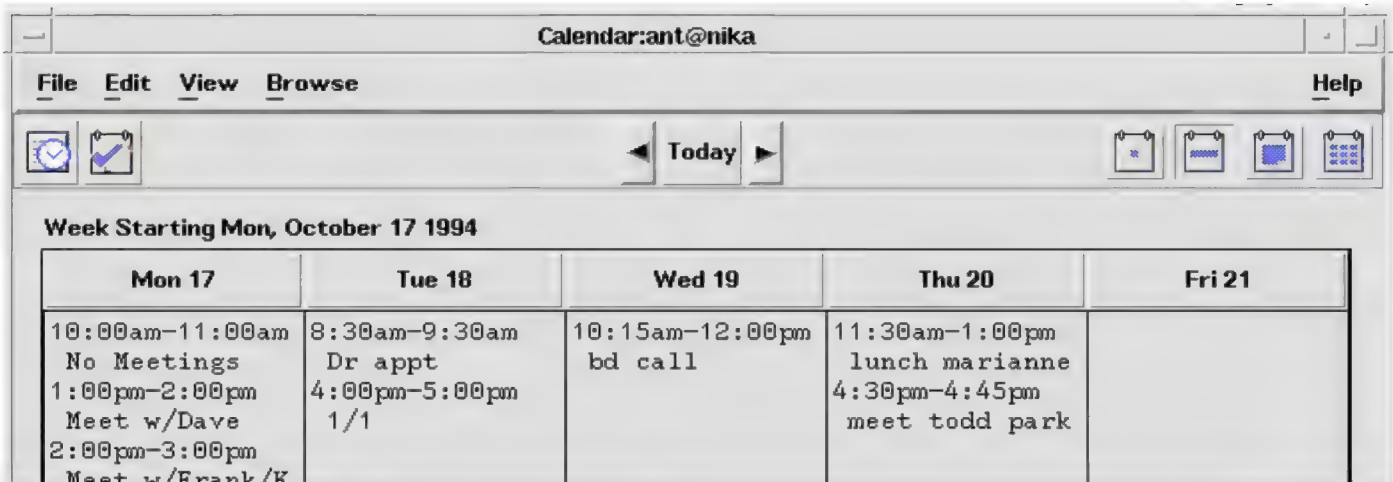 Calendar:ant@nika
File Edit View Browse Help
Today
Week Starting Mon, October 17 1994
Mon 17 Tue 18 Wed 19 Thu 20 Fri 21
10:00am-11:00am
No Meetings
1:00pm-2:00pm
Meet w/Dave
2:00pm-3:00pm
Meet w/Frank/K
8:30am-9:30am
Dr appt
4:00pm-5:00pm
1/1
10:15am-12:00pm
bd call
11:30am-1:00pm
lunch marianne
4:30pm-4:45pm
meet todd park